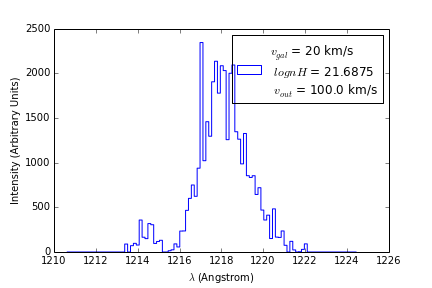 2500
2000
1500
1000
500
0
Intensity (Arbitrary Units)
v_gal = 20 km/s
lognH = 21.6875
v_out = 100.0 km/s
1210 1212 1214 1216 1218 1220 1222 1224 1226
λ (Angstrom)